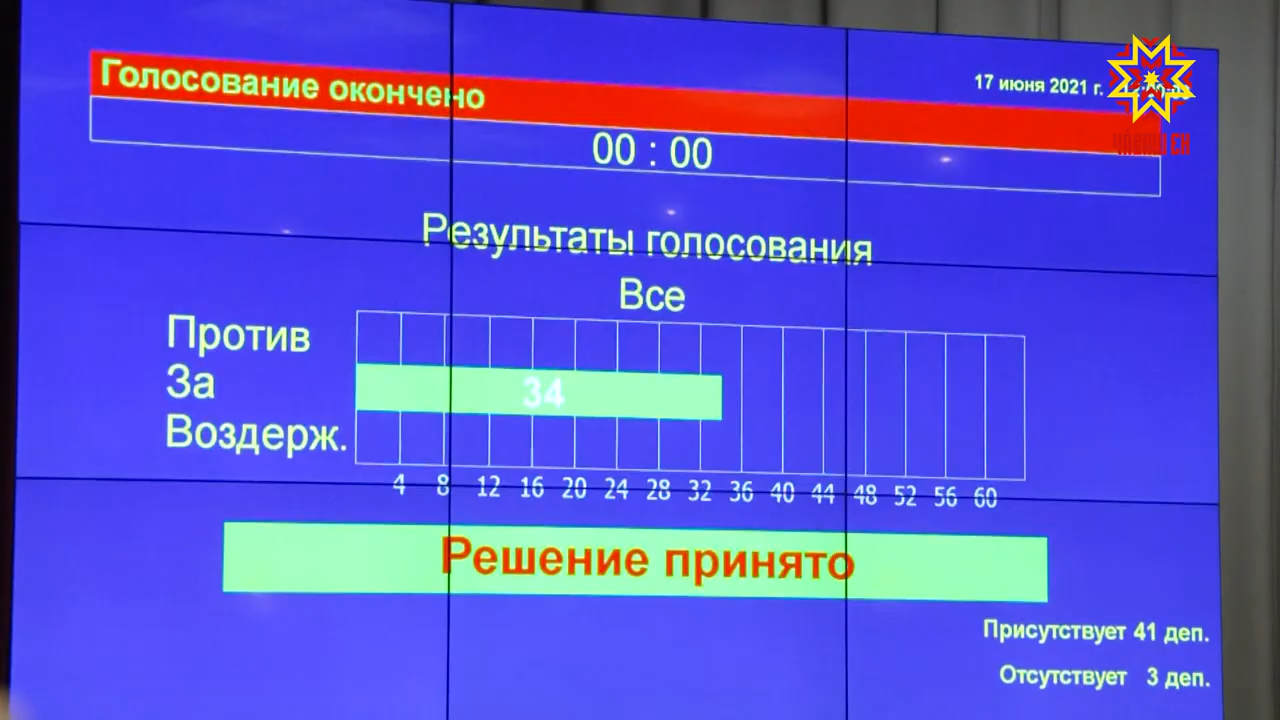 Голосование окончено
17 июня 2021 г.
00 : 00
Результаты голосования
Все
Против
За
34
Воздерж.
4 8 12 16 20 24 28 32 36 40 44 48 52 56 60
Решение принято
Присутствует 41 деп.
Отсутствует 3 деп.